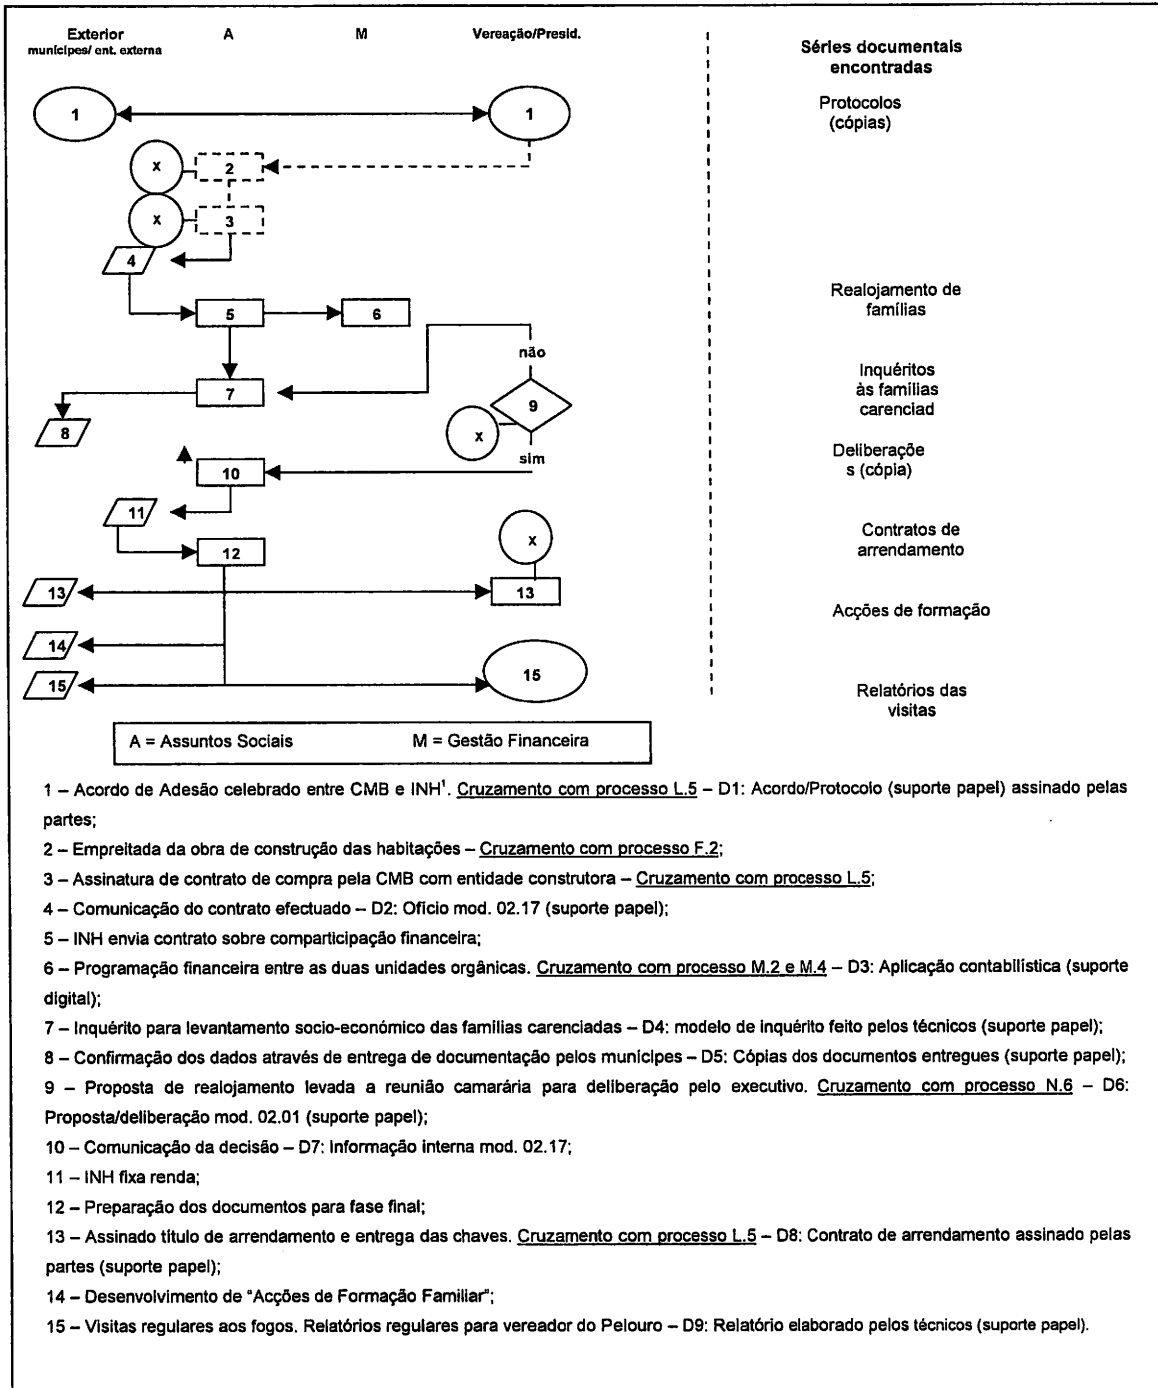 Exterior A M Vereação/Presid.
munícipes/ ent. externa
Séries documentais
encontradas
1 1
Protocolos
(cópias)
x 2
x 3
4
Realojamento de
famílias
5 6
não
Inquéritos
às famílias
carenciad
7 9
8 x
Deliberaçõe
s (cópia)
sim
10
11 x
Contratos de
arrendamento
12
13 13
Acções de formação
14
15 15
Relatórios das
visitas
A = Assuntos Sociais M = Gestão Financeira
1 – Acordo de Adesão celebrado entre CMB e INH¹. Cruzamento com processo L.5 – D1: Acordo/Protocolo (suporte papel) assinado pelas
partes;
2 – Empreitada da obra de construção das habitações – Cruzamento com processo F.2;
3 – Assinatura de contrato de compra pela CMB com entidade construtora – Cruzamento com processo L.5;
4 – Comunicação do contrato efectuado – D2: Ofício mod. 02.17 (suporte papel);
5 – INH envia contrato sobre comparticipação financeira;
6 – Programação financeira entre as duas unidades orgânicas. Cruzamento com processo M.2 e M.4 – D3: Aplicação contabilística (suporte
digital);
7 – Inquérito para levantamento socio-económico das famílias carenciadas – D4: modelo de inquérito feito pelos técnicos (suporte papel);
8 – Confirmação dos dados através de entrega de documentação pelos munícipes – D5: Cópias dos documentos entregues (suporte papel);
9 – Proposta de realojamento levada a reunião camarária para deliberação pelo executivo. Cruzamento com processo N.6 – D6:
Proposta/deliberação mod. 02.01 (suporte papel);
10 – Comunicação da decisão – D7: Informação interna mod. 02.17;
11 – INH fixa renda;
12 – Preparação dos documentos para fase final;
13 – Assinado título de arrendamento e entrega das chaves. Cruzamento com processo L.5 – D8: Contrato de arrendamento assinado pelas
partes (suporte papel);
14 – Desenvolvimento de "Acções de Formação Familiar";
15 – Visitas regulares aos fogos. Relatórios regulares para vereador do Pelouro – D9: Relatório elaborado pelos técnicos (suporte papel).